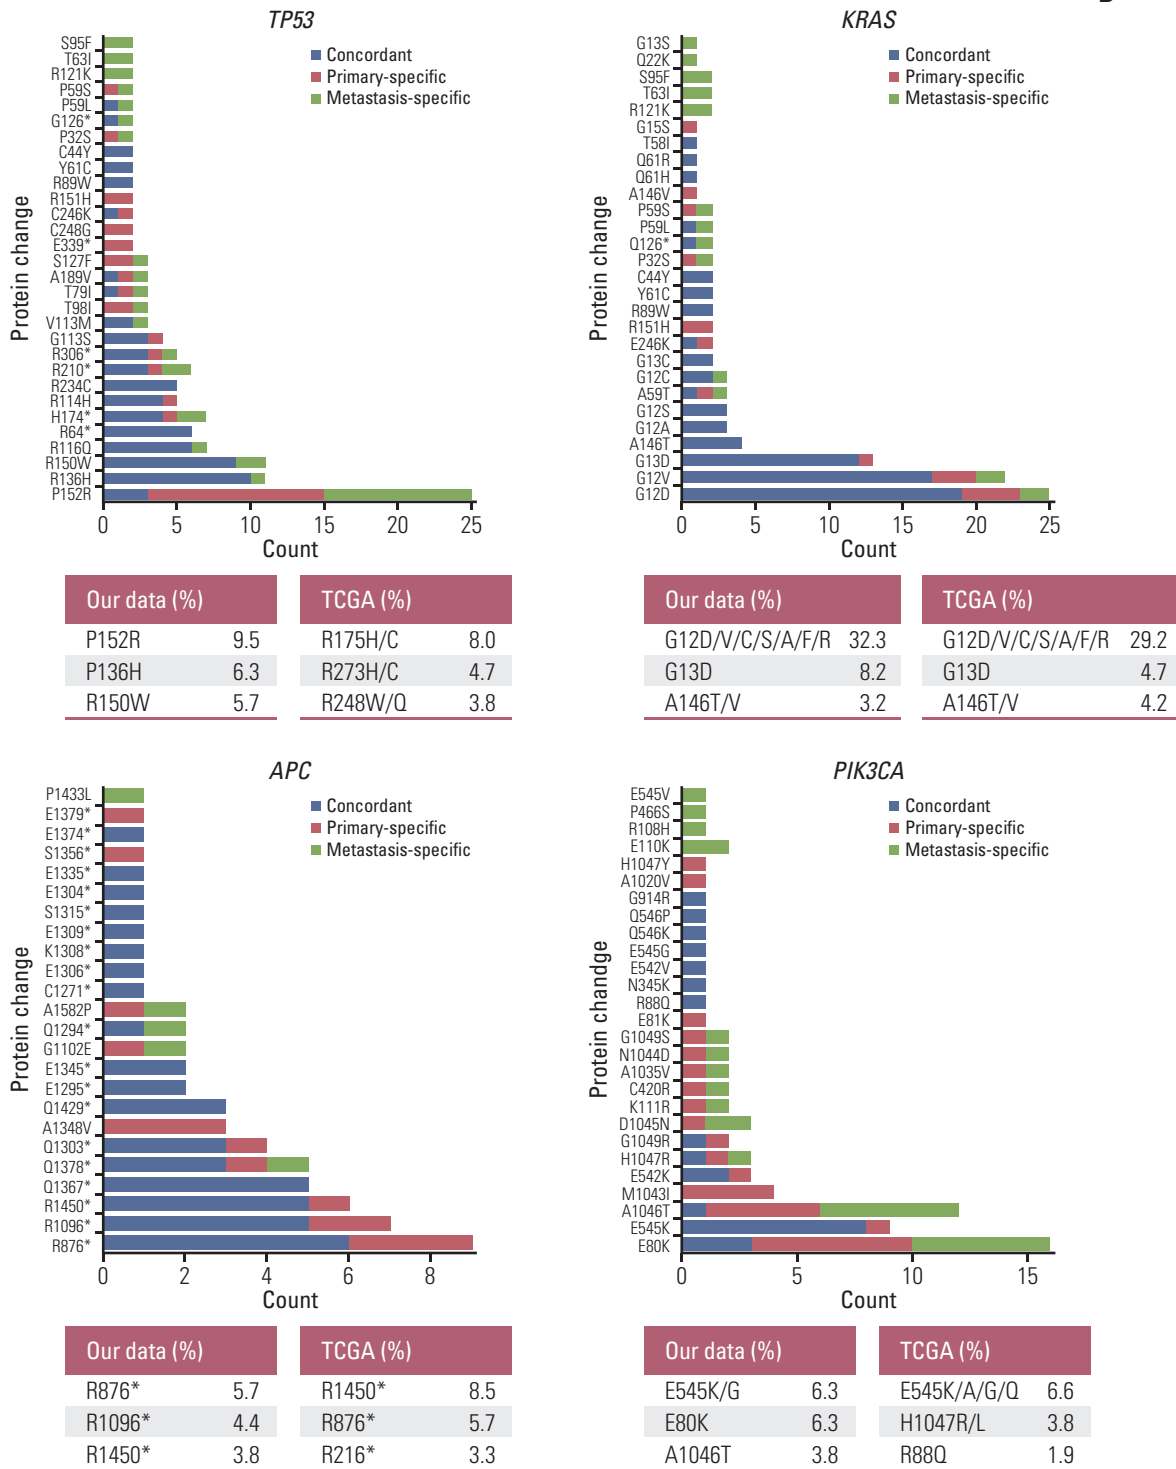 TP53
Concordant
Primary-specific
Metastasis-specific
Protein change
S95F
T63I
R121K
P59S
P59L
G126*
P32S
C44Y
Y61C
R89W
R151H
C246K
C248G
E339*
S127F
A189V
T79I
T98I
V113M
G113S
R306*
R210*
R234C
R114H
H174*
R64*
R116Q
R150W
R136H
P152R
0 5 10 15 20 25
Count
Our data (%)
P152R 9.5
P136H 6.3
R150W 5.7
TCGA (%)
R175H/C 8.0
R273H/C 4.7
R248W/Q 3.8
KRAS
Concordant
Primary-specific
Metastasis-specific
Protein change
G13S
Q22K
S95F
T63I
R121K
G15S
T58I
Q61R
Q61H
A146V
P59S
P59L
Q126*
P32S
C44Y
Y61C
R89W
R151H
E246K
G13C
G12C
A59T
G12S
G12A
A146T
G13D
G12V
G12D
0 5 10 15 20 25
Count
Our data (%)
G12D/V/C/S/A/F/R 32.3
G13D 8.2
A146T/V 3.2
TCGA (%)
G12D/V/C/S/A/F/R 29.2
G13D 4.7
A146T/V 4.2
APC
Concordant
Primary-specific
Metastasis-specific
Protein change
P1433L
E1379*
E1374*
S1356*
E1335*
E1304*
S1315*
E1309*
K1308*
E1306*
C1271*
A1582P
Q1294*
G1102E
E1345*
E1295*
Q1429*
A1348V
Q1303*
Q1378*
Q1367*
R1450*
R1096*
R876*
0 2 4 6 8
Count
Our data (%)
R876* 5.7
R1096* 4.4
R1450* 3.8
TCGA (%)
R1450* 8.5
R876* 5.7
R216* 3.3
PIK3CA
Concordant
Primary-specific
Metastasis-specific
Protein chandge
E545V
P466S
R108H
E110K
H1047Y
A1020V
G914R
Q546P
Q546K
E545G
E542V
N345K
R88Q
E81K
G1049S
N1044D
A1035V
C420R
K111R
D1045N
G1049R
H1047R
E542K
M1043I
A1046T
E545K
E80K
0 5 10 15
Count
Our data (%)
E545K/G 6.3
E80K 6.3
A1046T 3.8
TCGA (%)
E545K/A/G/Q 6.6
H1047R/L 3.8
R88Q 1.9